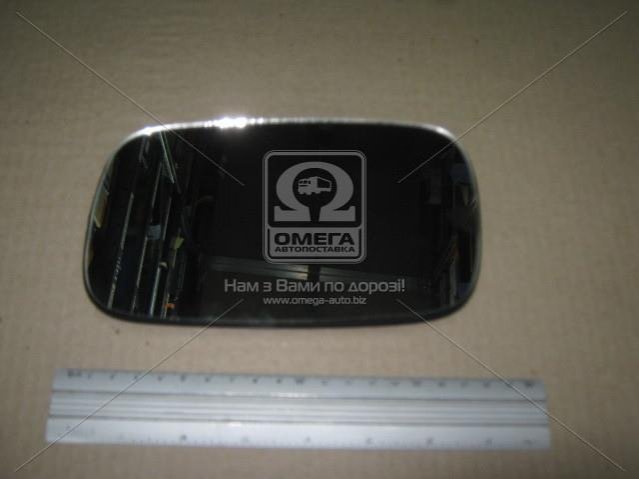 ОМЕГА
АВТОПОСТАВКА
Нам з Вами по дорозі!
www.omega-auto.biz